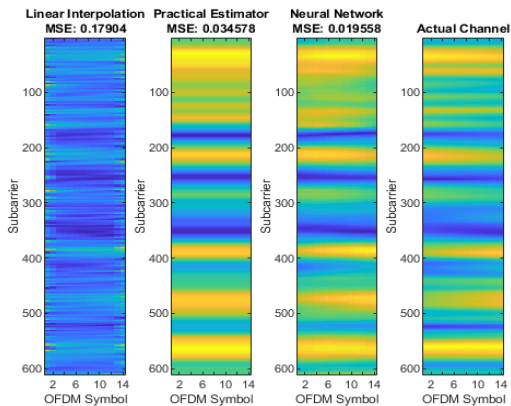 Linear Interpolation
MSE: 0.17904
Practical Estimator
MSE: 0.034578
Neural Network
MSE: 0.019558
Actual Channel
100
200
300
400
500
600
Subcarrier
2 6 10 14
OFDM Symbol
100
200
300
400
500
600
Subcarrier
2 6 10 14
OFDM Symbol
100
200
300
400
500
600
Subcarrier
2 6 10 14
OFDM Symbol
100
200
300
400
500
600
Subcarrier
2 6 10 14
OFDM Symbol